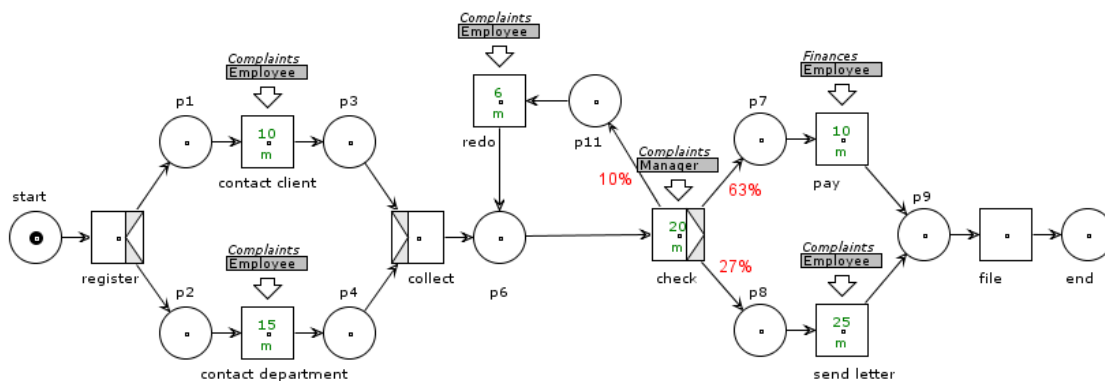 Complaints
Employee
Complaints
Employee
Finances
Employee
p1
p3
6
m
p11
p7
10
m
10
m
redo
Complaints
Manager
contact client
10%
63%
pay
start
p9
20
m
register
Complaints
Employee
collect
p6
check
Complaints
Employee
file
end
27%
p2
p4
p8
15
m
25
m
contact department
send letter